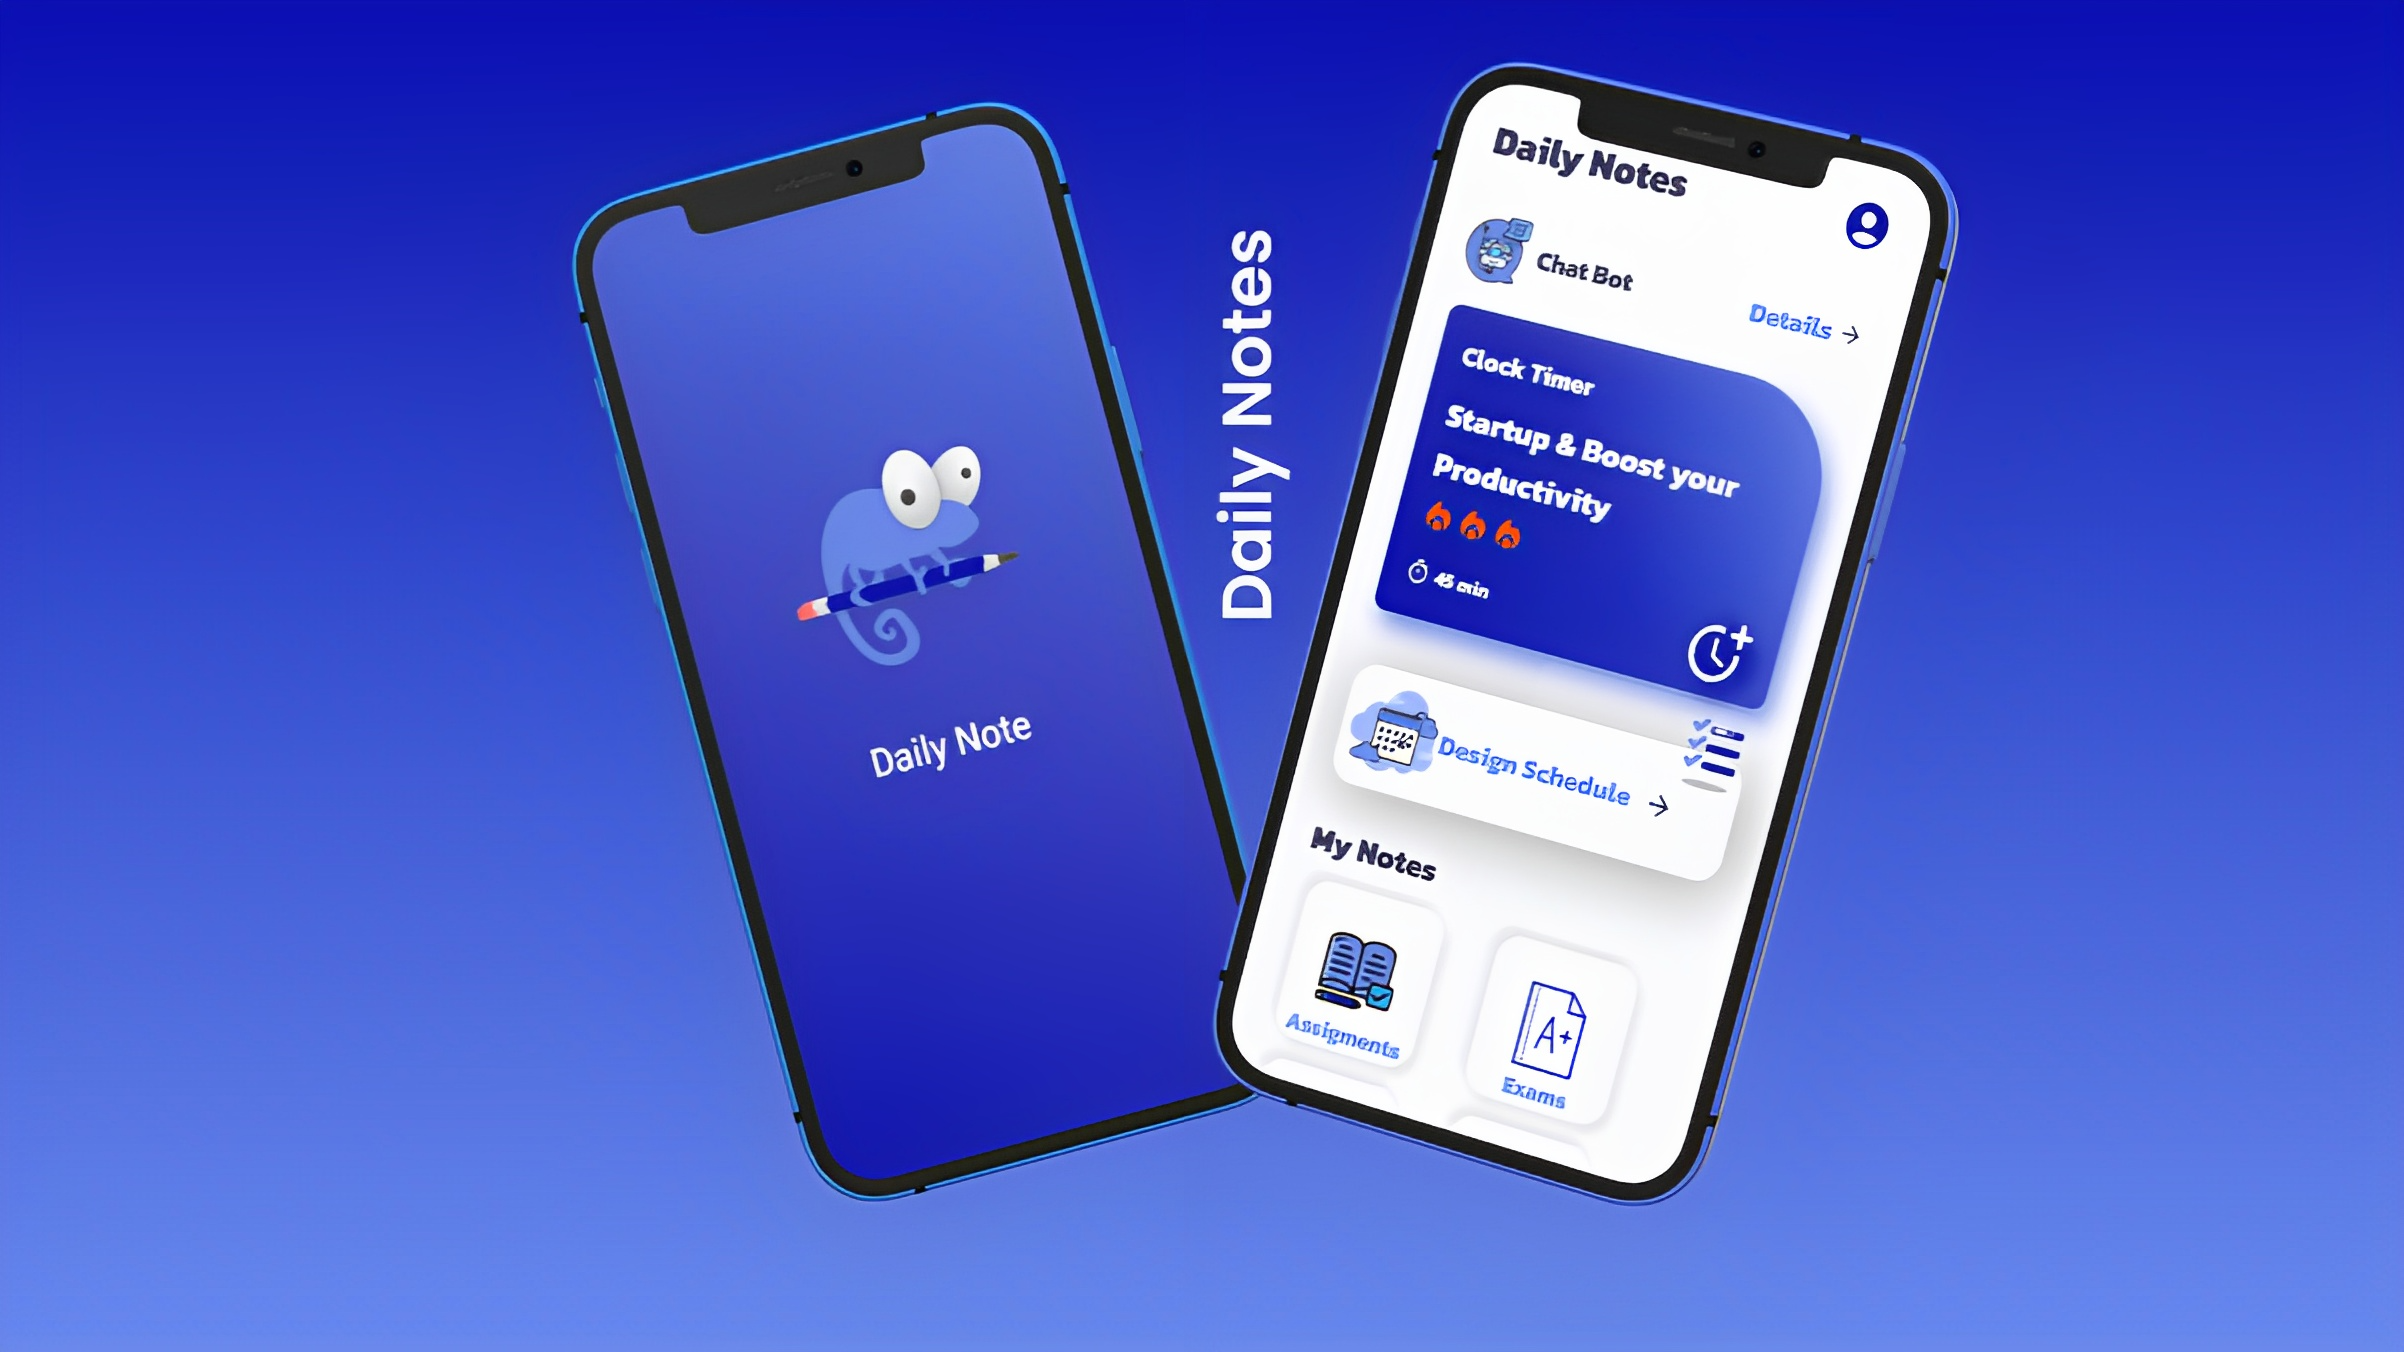 Daily Note
Daily Notes
Daily Notes
Chat Bot
Details
Clock Timer
Startup & Boost your
Productivity
45 min
Design Schedule
My Notes
Assigments
Exams
A+